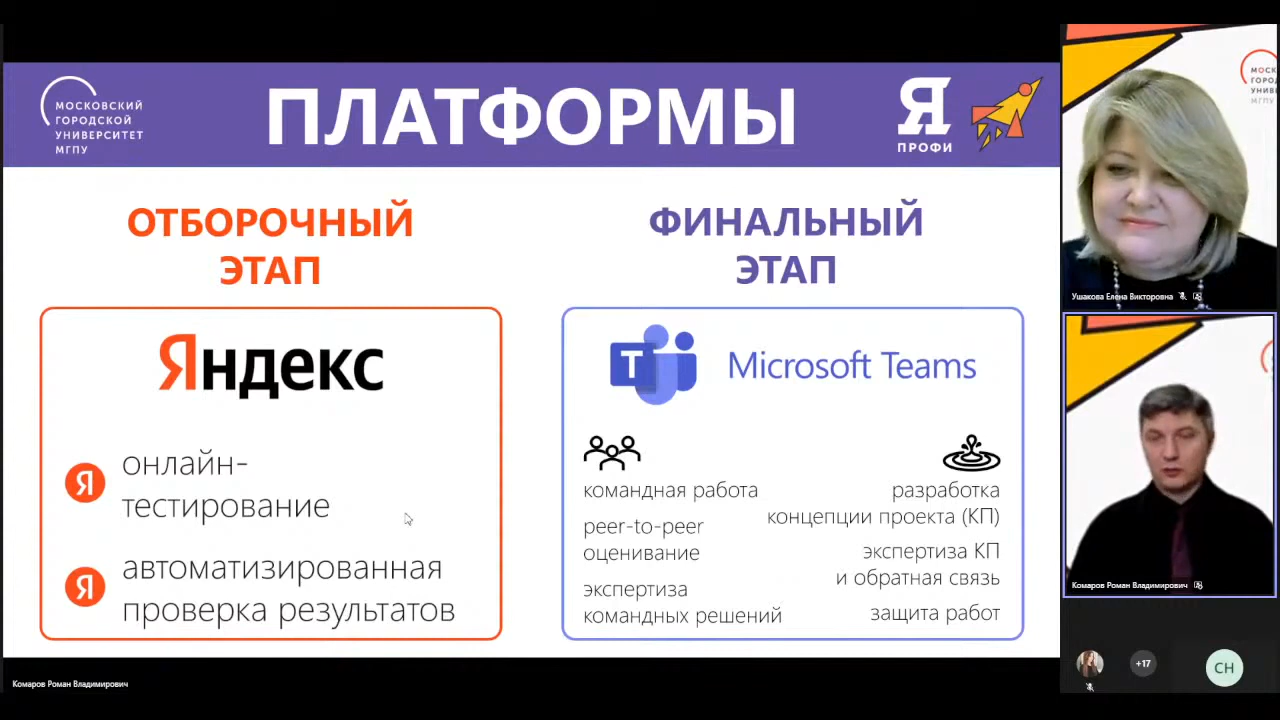 МОСКОВСКИЙ
ГОРОДСКОЙ
УНИВЕРСИТЕТ
МГПУ
ПЛАТФОРМЫ
Я
ПРОФИ
ОТБОРОЧНЫЙ
ЭТАП
Яндекс
Я онлайн-
тестирование
Я автоматизированная
проверка результатов
ФИНАЛЬНЫЙ
ЭТАП
T Microsoft Teams
командная работа
peer-to-peer
оценивание
экспертиза
командных решений
разработка
концепции проекта (КП)
экспертиза КП
и обратная связь
защита работ
Ушакова Елена Викторовна
Комаров Роман Владимирович
+17
СН
Комаров Роман Владимирович